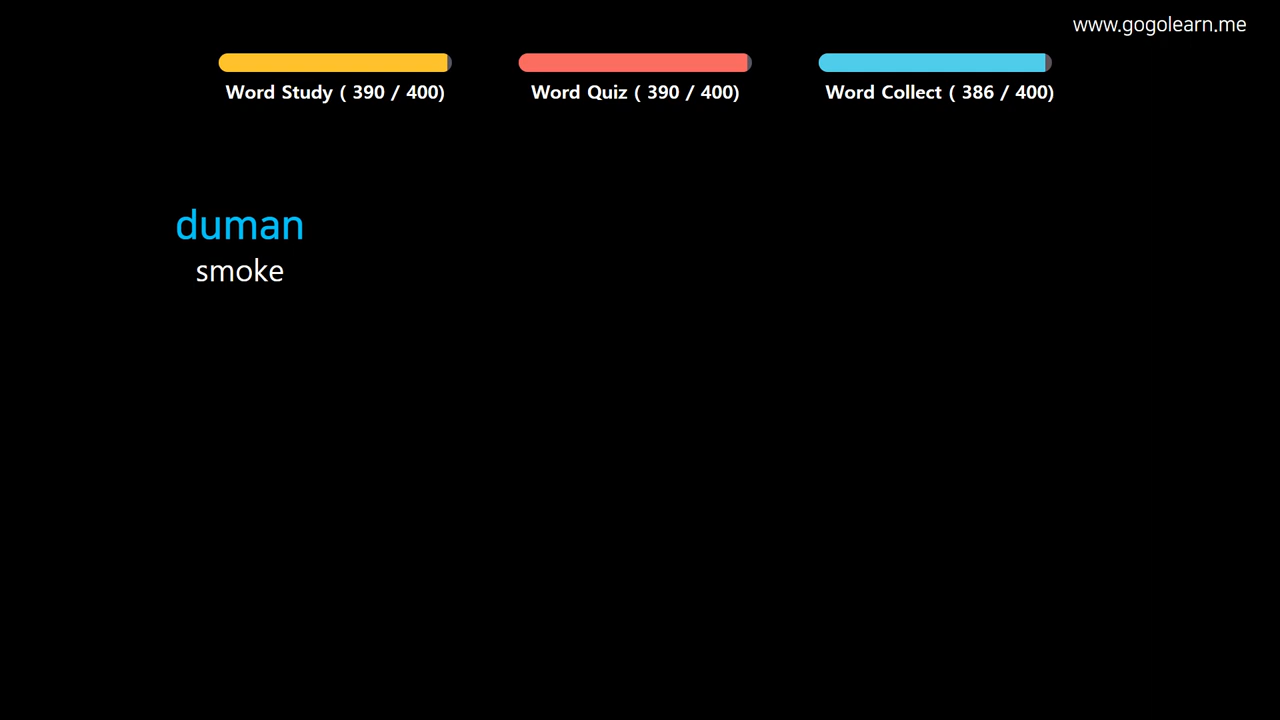 www.gogolearn.me
Word Study ( 390 / 400)
Word Quiz ( 390 / 400)
Word Collect ( 386 / 400)
duman
smoke